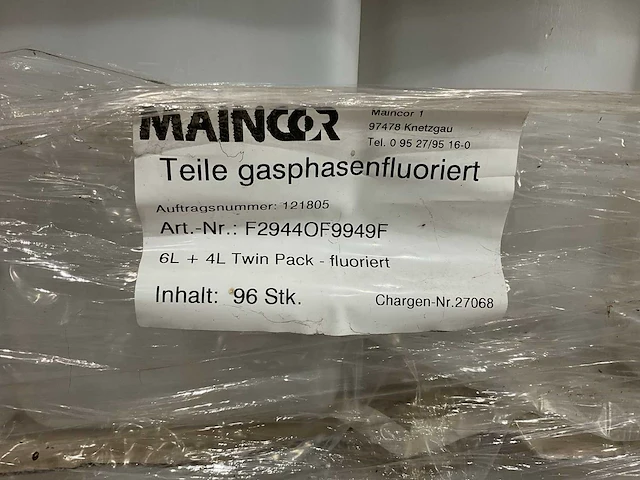 MAINCOR
Maincor 1
97478 Knetzgau
Tel. 0 95 27/95 16-0
Teile gasphasenfluoriert
Auftragsnummer: 121805
Art.-Nr.: F2944OF9949F
6L + 4L Twin Pack - fluoriert
Inhalt: 96 Stk.
Chargen-Nr.27068